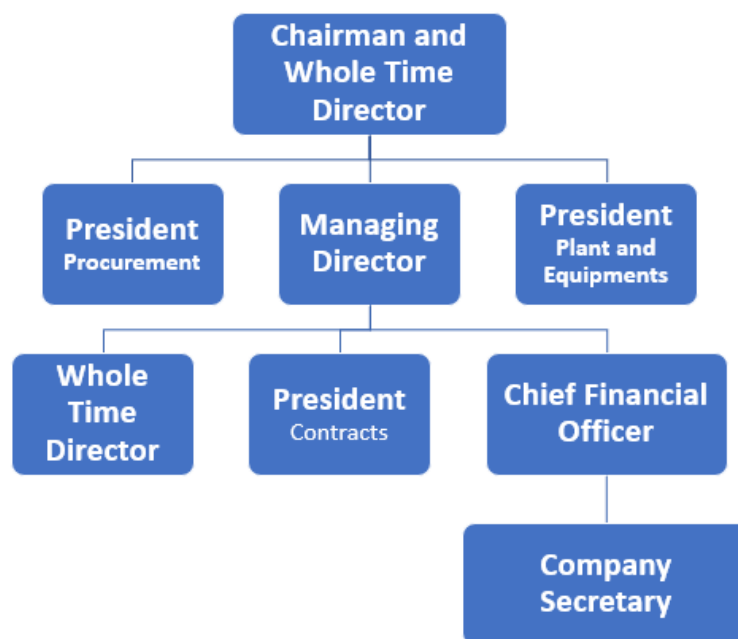 Chairman and
Whole Time
Director
President
Procurement
Managing
Director
President
Plant and
Equipments
Whole
Time
Director
President
Contracts
Chief Financial
Officer
Company
Secretary